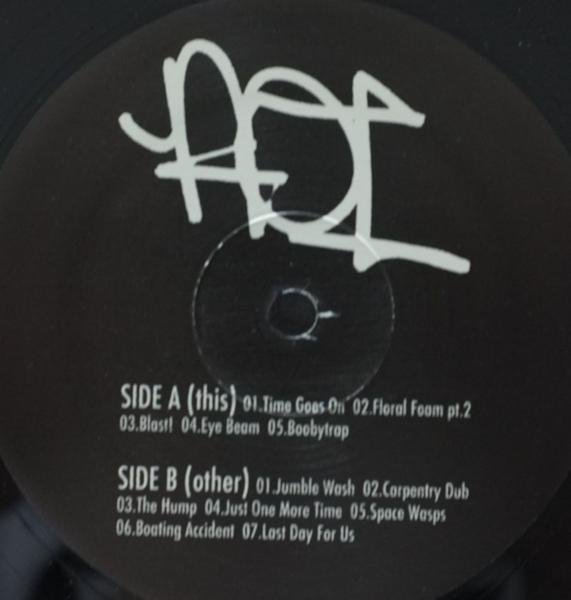 AOI
SIDE A (this) 01.Time Goes On 02.Floral Foam pt.2
03.Blast! 04.Eye Beam 05.Boobytrap
SIDE B (other) 01.Jumble Wash 02.Carpentry Dub
03.The Hump 04.Just One More Time 05.Space Wasps
06.Boating Accident 07.Last Day For Us